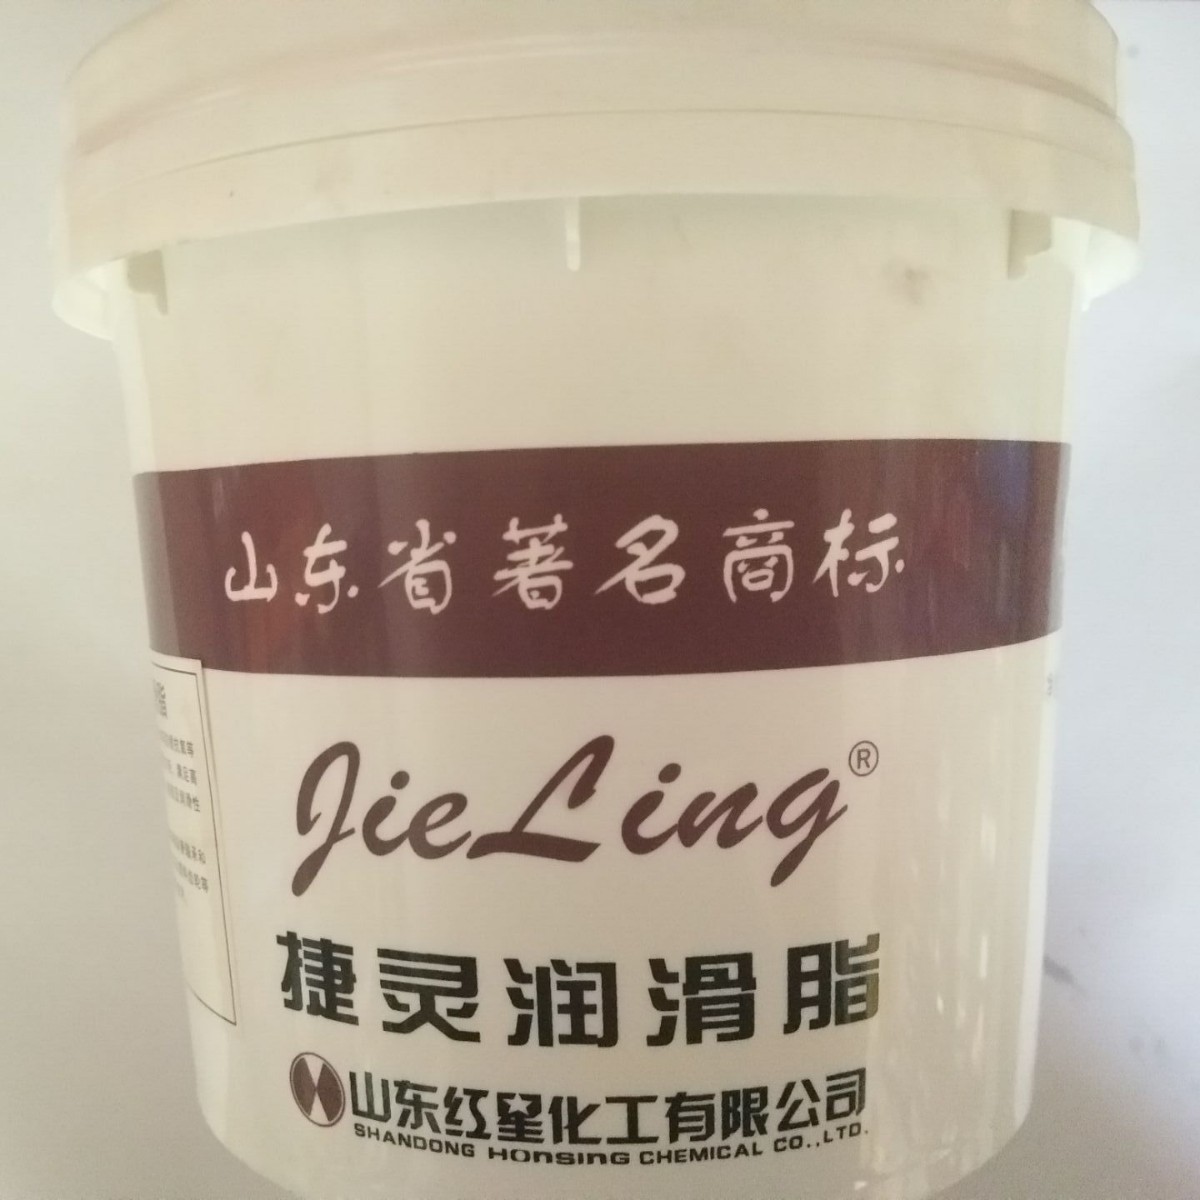 山东省著名商标
JieLing®
捷灵润滑脂
山东红星化工有限公司
SHANDONG HONSING CHEMICAL CO.,LTD.
脂